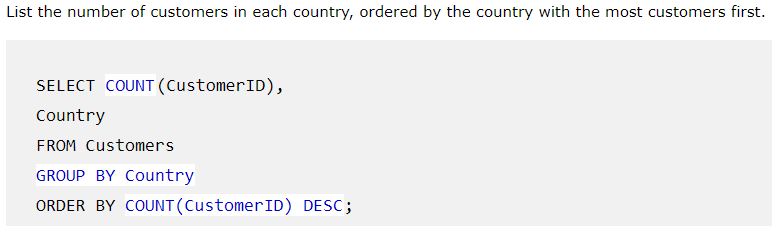 List the number of customers in each country, ordered by the country with the most customers first.
SELECT COUNT(CustomerID),
Country
FROM Customers
GROUP BY Country
ORDER BY COUNT(CustomerID) DESC;